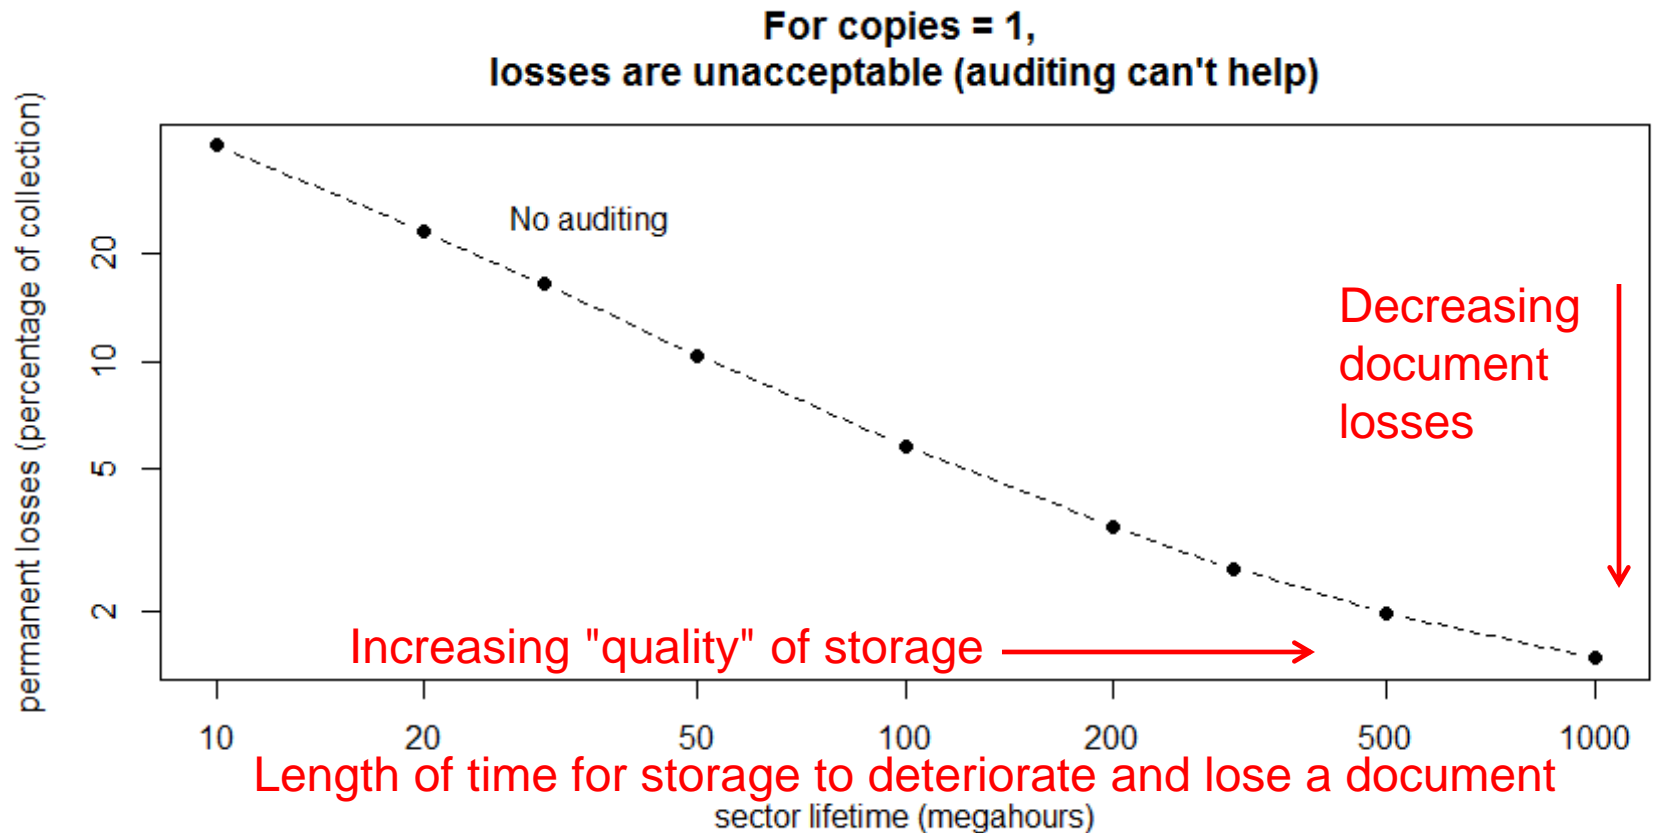 For copies = 1,
losses are unacceptable (auditing can't help)
permanent losses (percentage of collection)
20
10
5
2
No auditing
Decreasing
document
losses
Increasing "quality" of storage
10 20 50 100 200 500 1000
Length of time for storage to deteriorate and lose a document
sector lifetime (megahours)